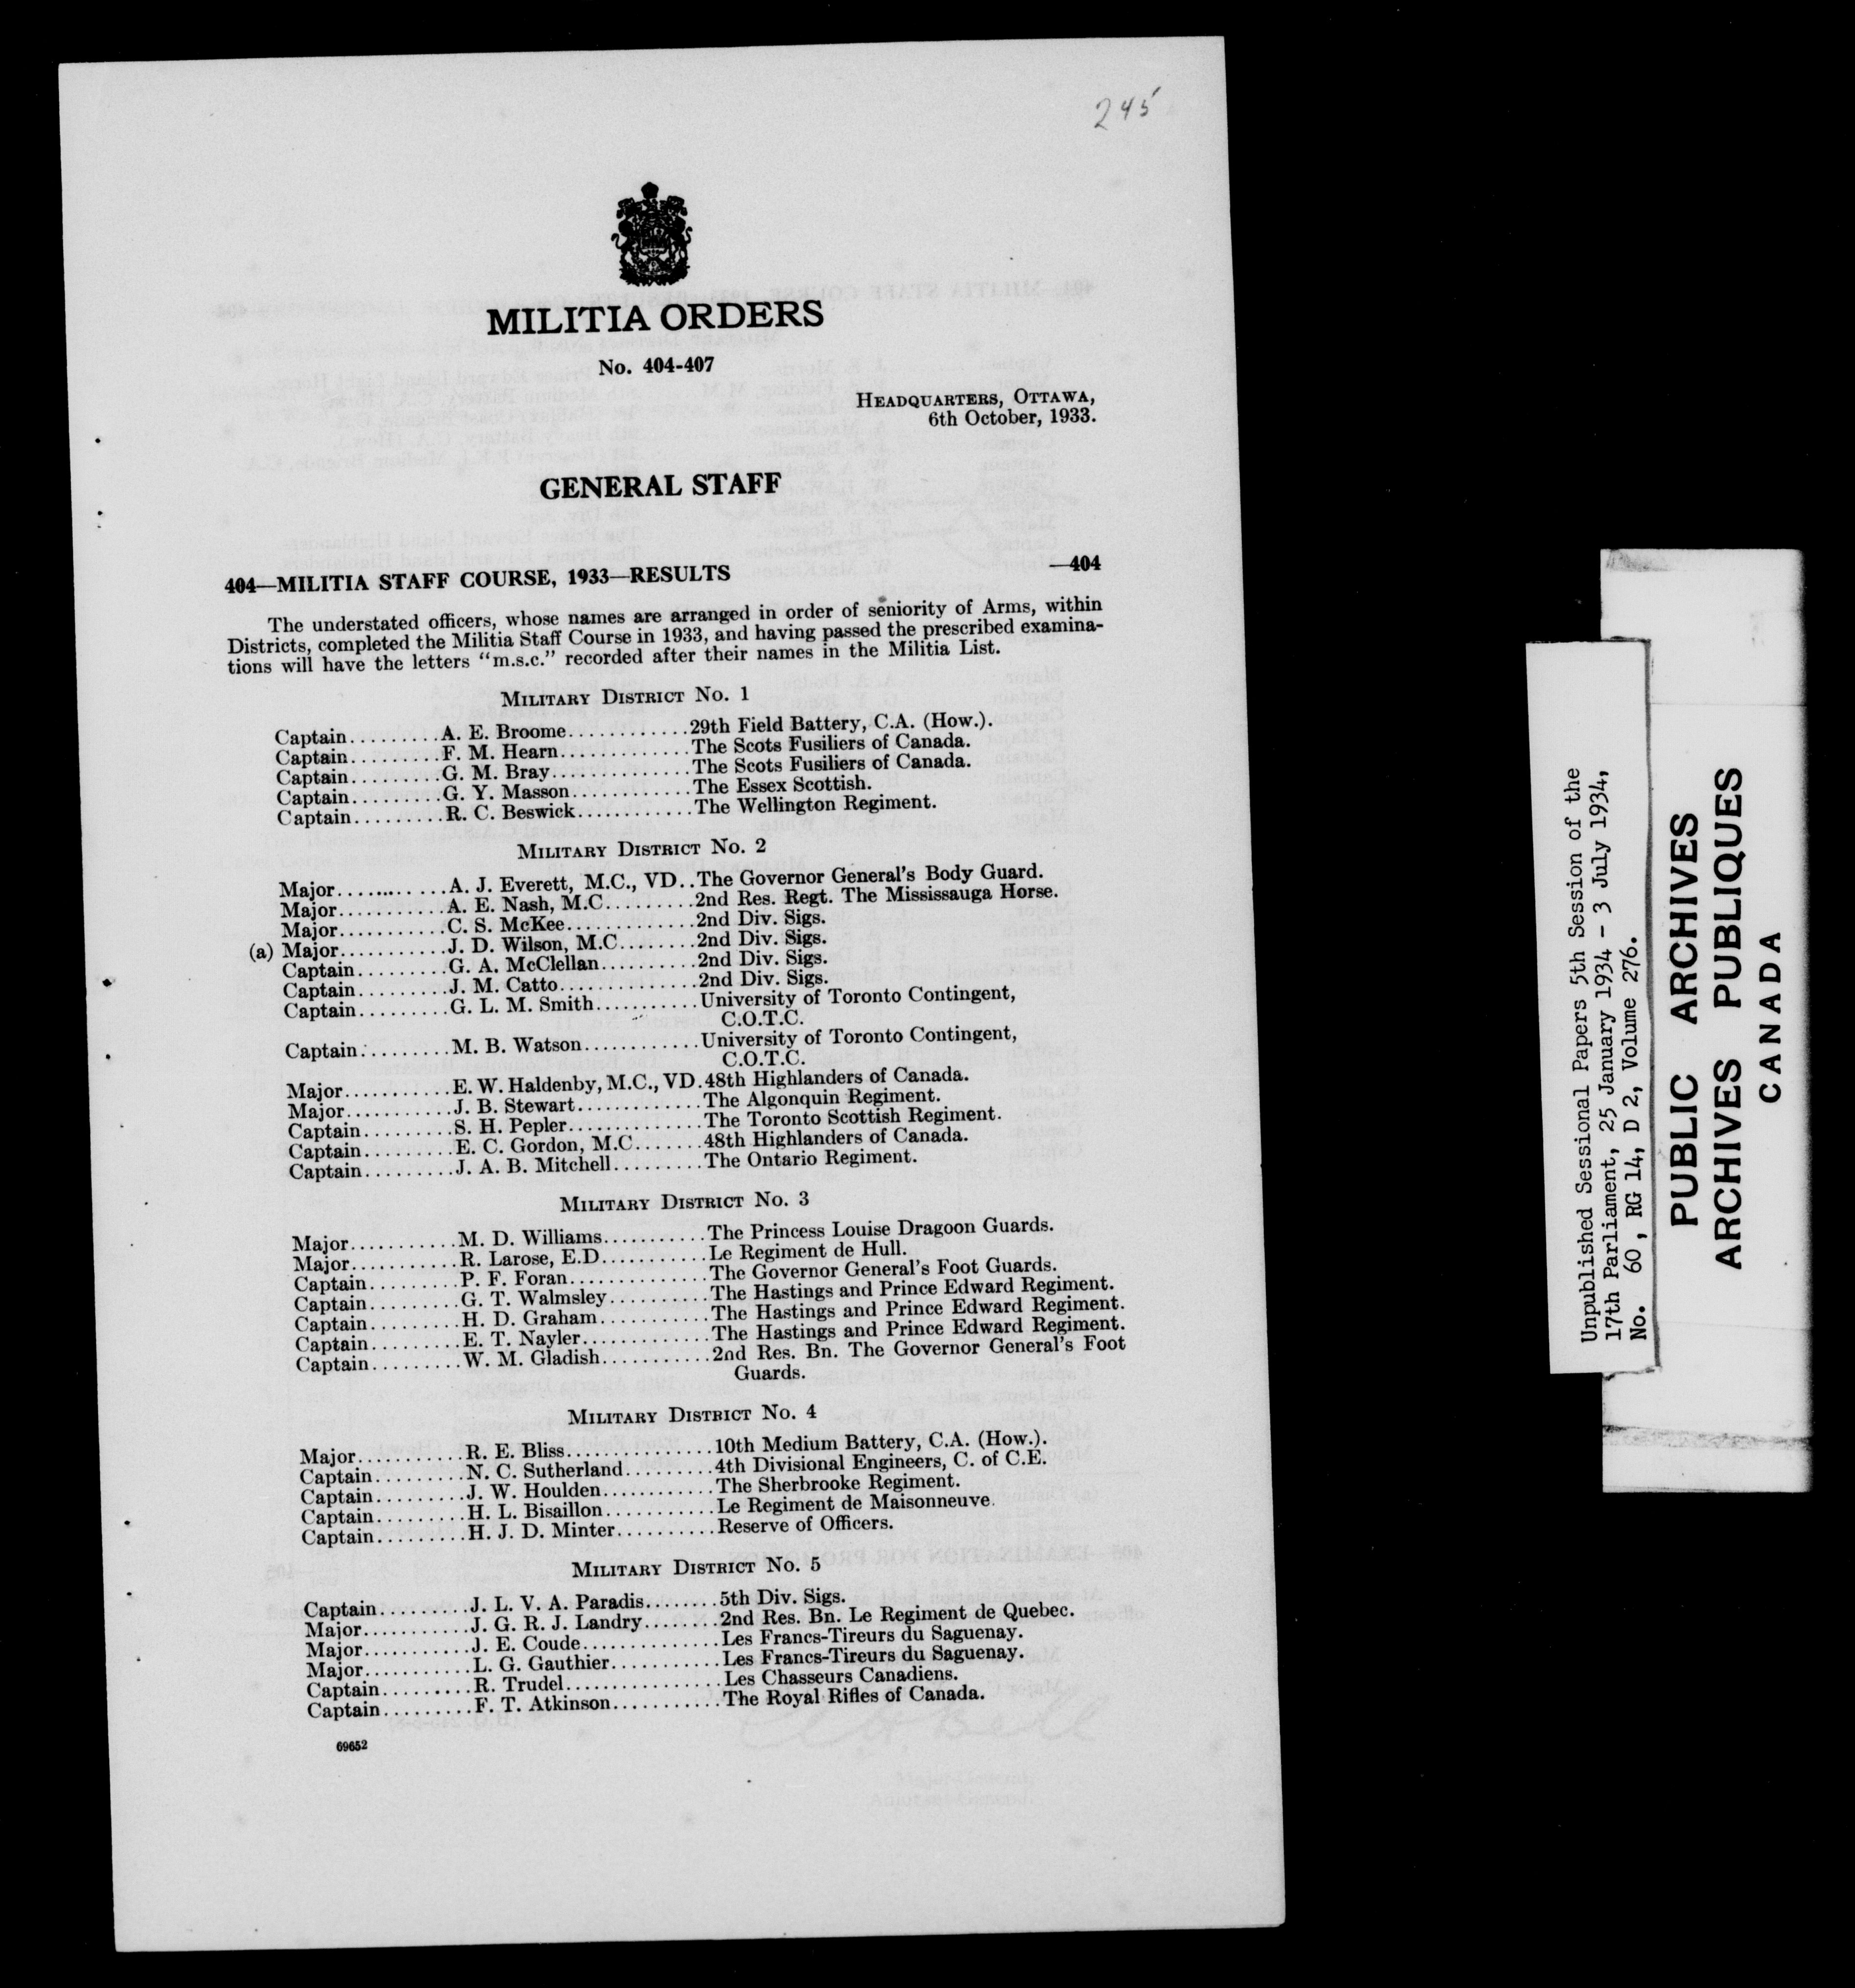 245
MILITIA ORDERS
No. 404-407
HEADQUARTERS, OTTAWA,
6th October, 1933.
GENERAL STAFF
404—MILITIA STAFF COURSE, 1933—RESULTS —404
The understated officers, whose names are arranged in order of seniority of Arms, within
Districts, completed the Militia Staff Course in 1933, and having passed the prescribed examina-
tions will have the letters "m.s.c." recorded after their names in the Militia List.
MILITARY DISTRICT No. 1
Captain.........A. E. Broome............29th Field Battery, C.A. (How.).
Captain.........F. M. Hearn.............The Scots Fusiliers of Canada.
Captain.........G. M. Bray..............The Scots Fusiliers of Canada.
Captain.........G. Y. Masson............The Essex Scottish.
Captain.........R. C. Beswick...........The Wellington Regiment.
MILITARY DISTRICT No. 2
Major...........A. J. Everett, M.C., VD..The Governor General's Body Guard.
Major...........A. E. Nash, M.C.........2nd Res. Regt. The Mississauga Horse.
Major...........C. S. McKee.............2nd Div. Sigs.
(a) Major...........J. D. Wilson, M.C........2nd Div. Sigs.
Captain.........G. A. McClellan..........2nd Div. Sigs.
Captain.........J. M. Catto..............2nd Div. Sigs.
Captain.........G. L. M. Smith...........University of Toronto Contingent,
C.O.T.C.
Captain.........M. B. Watson............University of Toronto Contingent,
C.O.T.C.
Major...........E. W. Haldenby, M.C., VD.48th Highlanders of Canada.
Major...........J. B. Stewart.............The Algonquin Regiment.
Captain.........S. H. Pepler..............The Toronto Scottish Regiment.
Captain.........E. C. Gordon, M.C.......48th Highlanders of Canada.
Captain.........J. A. B. Mitchell.........The Ontario Regiment.
MILITARY DISTRICT No. 3
Major...........M. D. Williams...........The Princess Louise Dragoon Guards.
Major...........R. Larose, E.D..........Le Regiment de Hull.
Captain.........P. F. Foran..............The Governor General's Foot Guards.
Captain.........G. T. Walmsley..........The Hastings and Prince Edward Regiment.
Captain.........H. D. Graham...........The Hastings and Prince Edward Regiment.
Captain.........E. T. Nayler.............The Hastings and Prince Edward Regiment.
Captain.........W. M. Gladish...........2nd Res. Bn. The Governor General's Foot
Guards.
MILITARY DISTRICT No. 4
Major...........R. E. Bliss...............10th Medium Battery, C.A. (How.).
Captain.........N. C. Sutherland.........4th Divisional Engineers, C. of C.E.
Captain.........J. W. Houlden............The Sherbrooke Regiment.
Captain.........H. L. Bisaillon...........Le Regiment de Maisonneuve.
Captain.........H. J. D. Minter..........Reserve of Officers.
MILITARY DISTRICT No. 5
Captain.........J. L. V. A. Paradis........5th Div. Sigs.
Major...........J. G. R. J. Landry........2nd Res. Bn. Le Regiment de Quebec.
Major...........J. E. Coude..............Les Francs-Tireurs du Saguenay.
Major...........L. G. Gauthier...........Les Francs-Tireurs du Saguenay.
Captain.........R. Trudel................Les Chasseurs Canadiens.
Captain.........F. T. Atkinson...........The Royal Rifles of Canada.
69652
Unpublished Sessional Papers 5th Session of the
17th Parliament, 25 January 1934 - 3 July 1934,
No. 60, RG 14, D 2, Volume 276.
PUBLIC ARCHIVES
ARCHIVES PUBLIQUES
CANADA